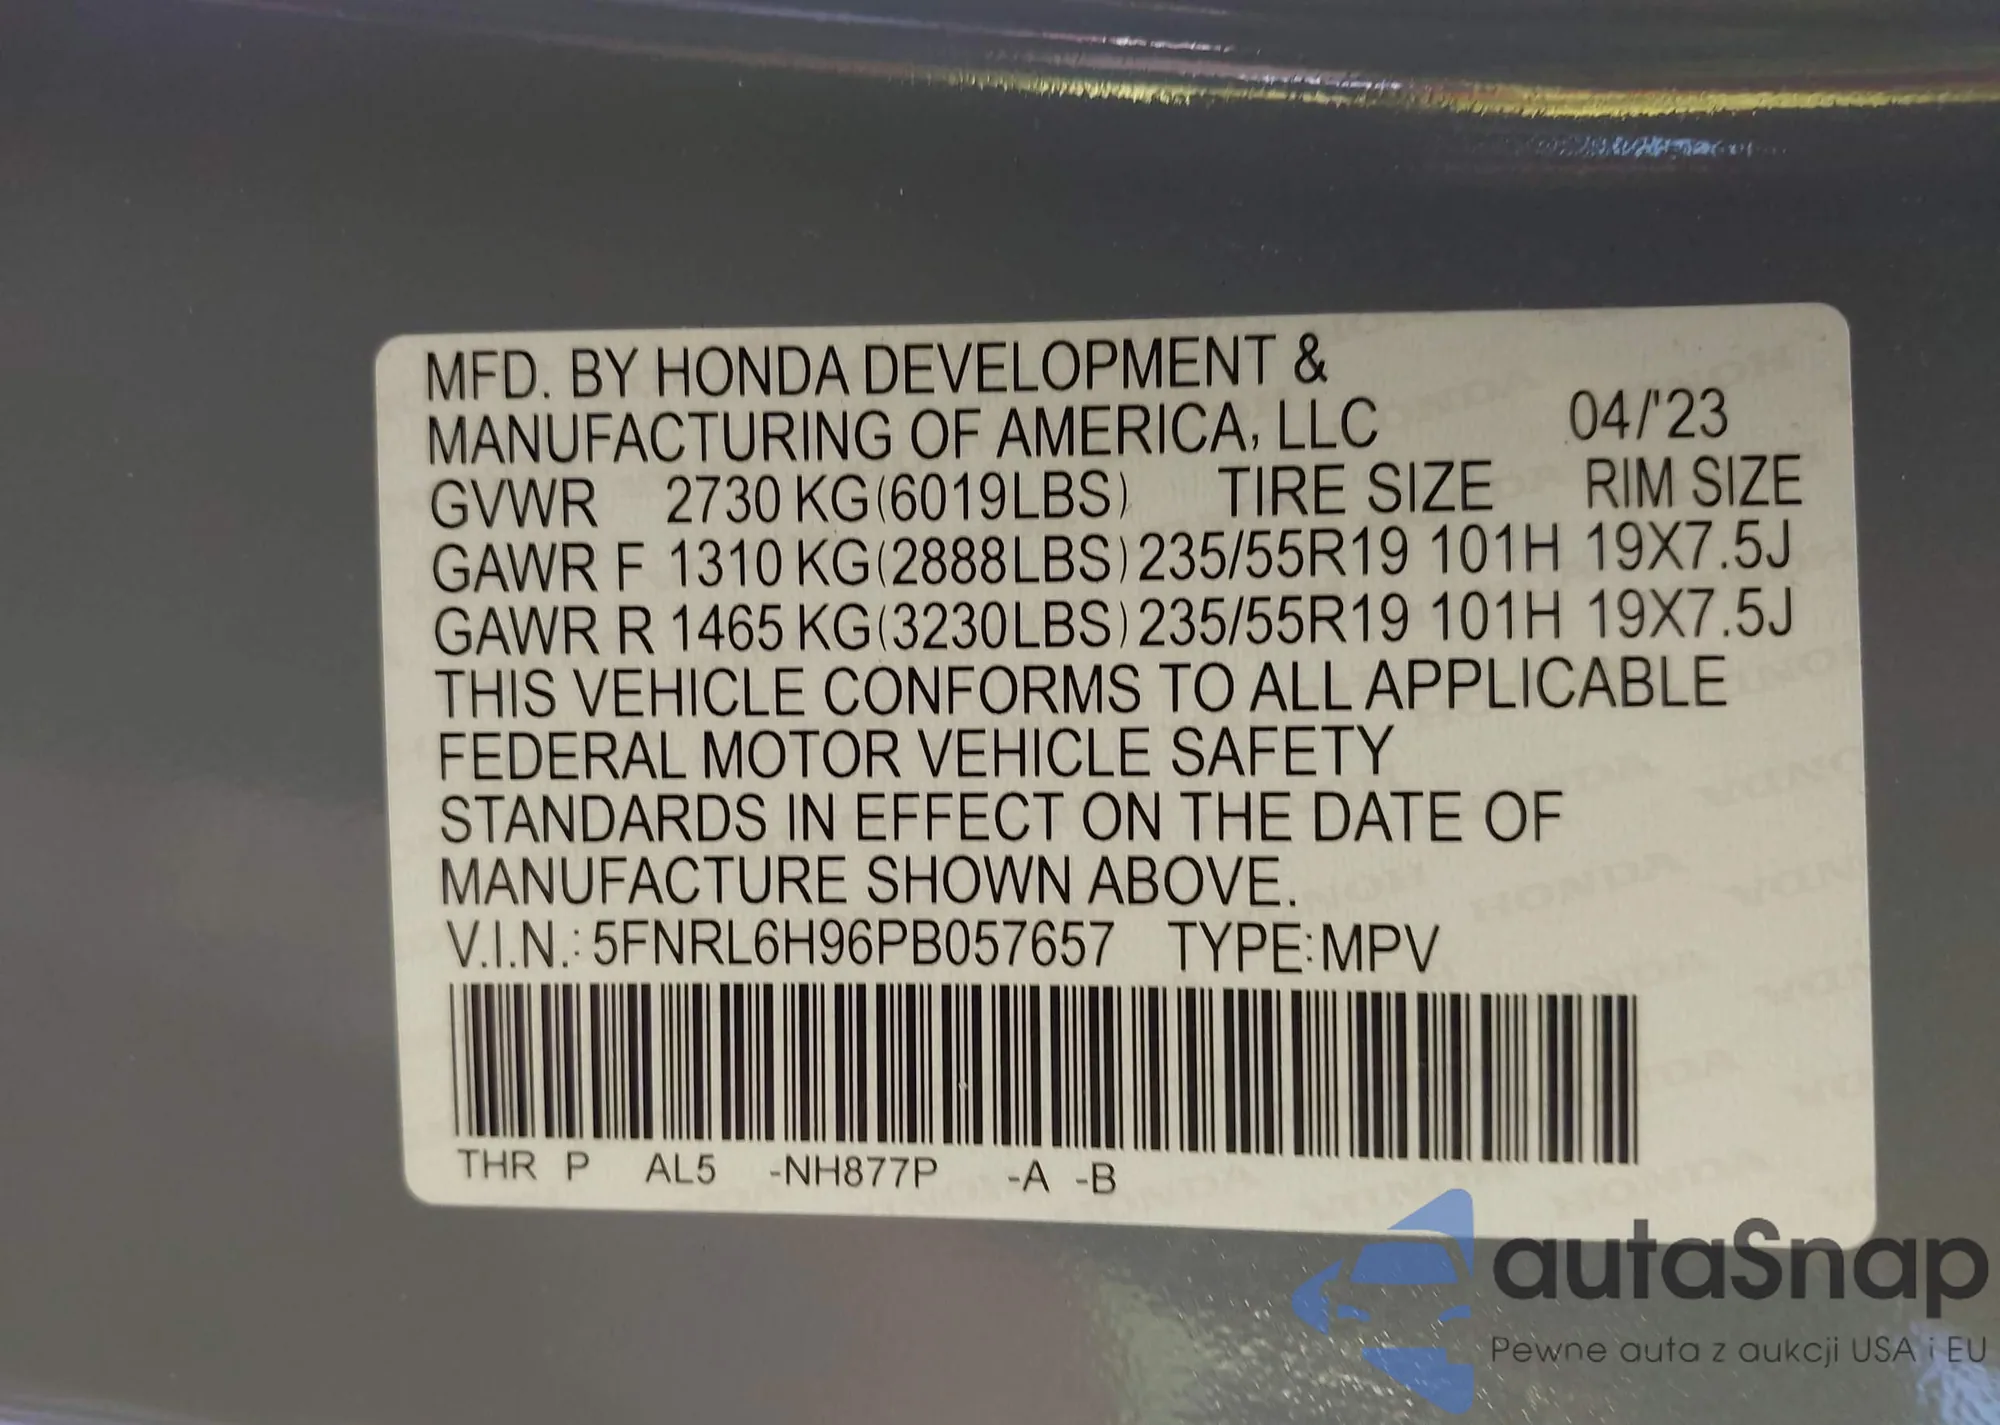 MFD. BY HONDA DEVELOPMENT &
MANUFACTURING OF AMERICA, LLC 04/'23
GVWR 2730 KG(6019LBS) TIRE SIZE RIM SIZE
GAWR F 1310 KG(2888LBS) 235/55R19 101H 19X7.5J
GAWR R 1465 KG(3230LBS) 235/55R19 101H 19X7.5J
THIS VEHICLE CONFORMS TO ALL APPLICABLE
FEDERAL MOTOR VEHICLE SAFETY
STANDARDS IN EFFECT ON THE DATE OF
MANUFACTURE SHOWN ABOVE.
V.I.N.: 5FNRL6H96PB057657 TYPE:MPV
THR P AL5 -NH877P -A -B
autaSnap
Pewne auta z aukcji USA i EU